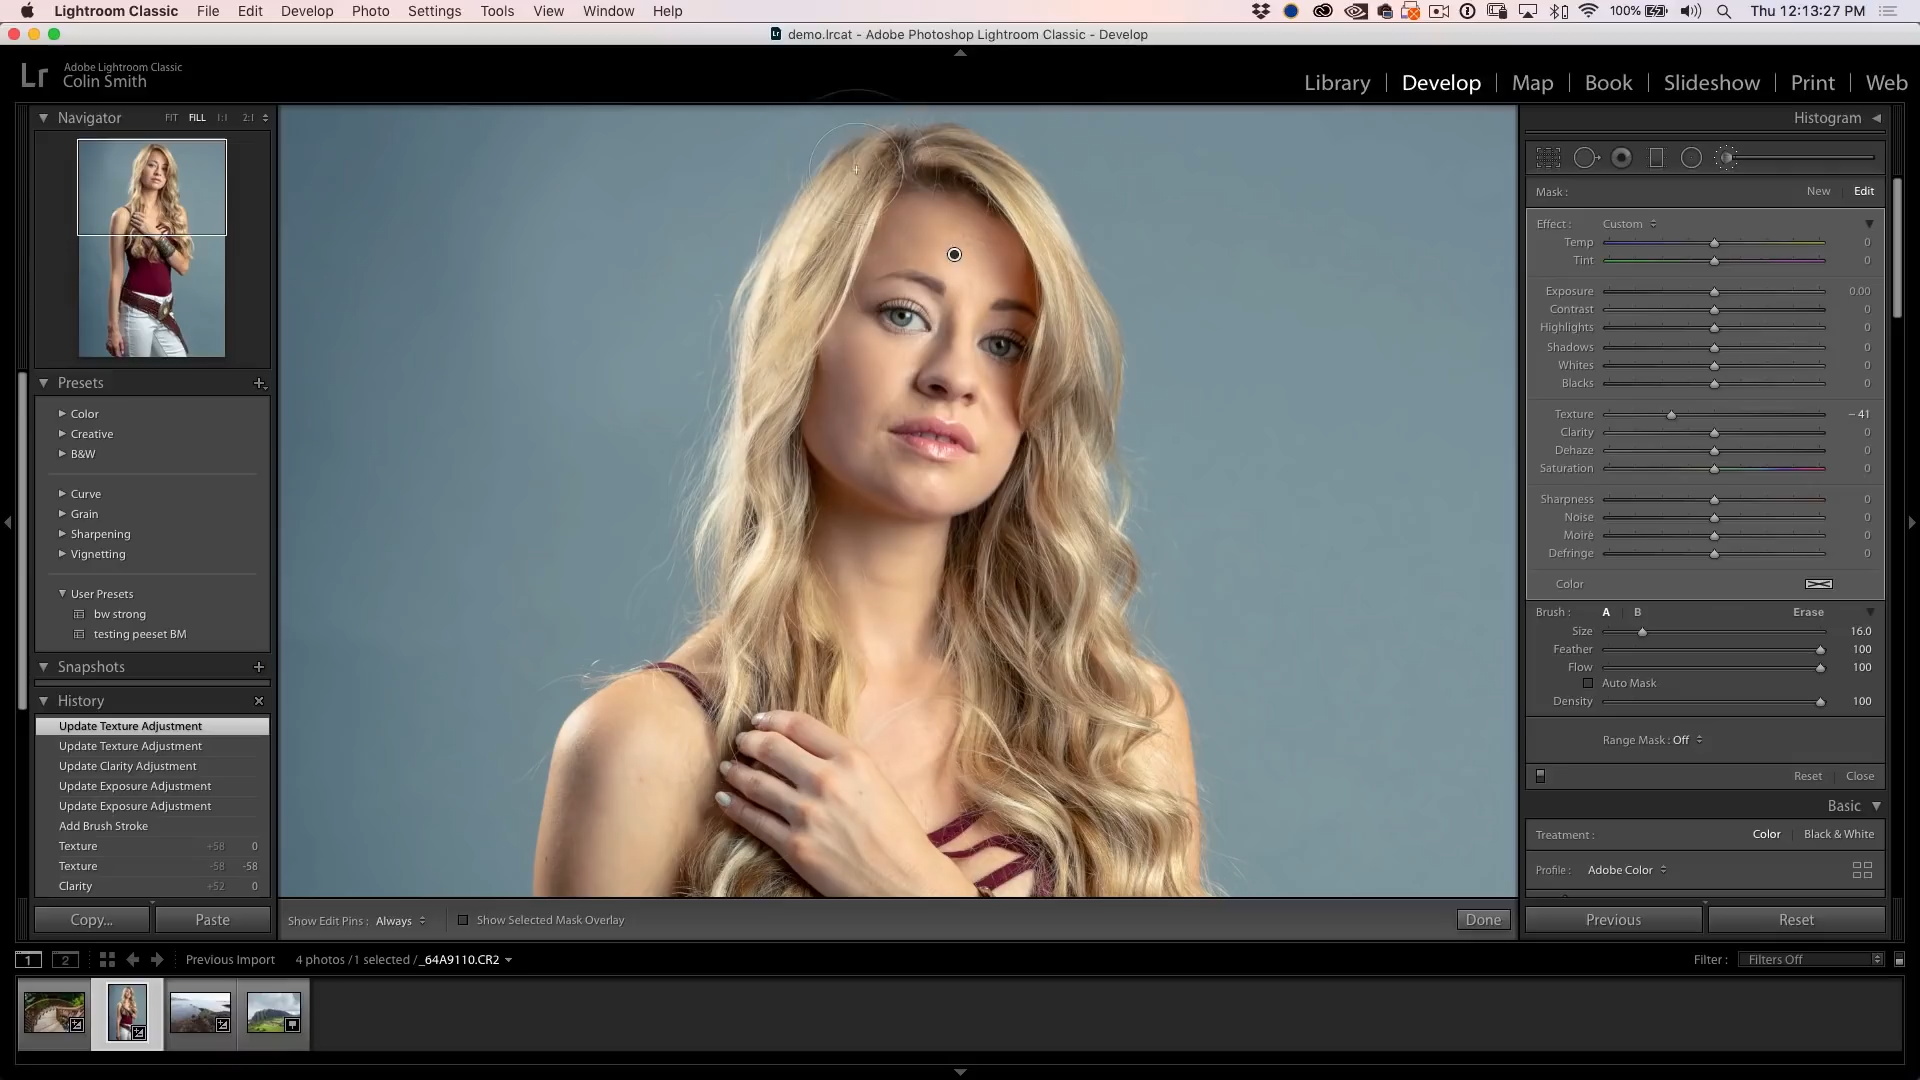 Lightroom Classic File Edit Develop Photo Settings Tools View Window Help 100% Thu 12:13:27 PM
Lr demo.lrcat - Adobe Photoshop Lightroom Classic - Develop
Lr Adobe Lightroom Classic
Colin Smith
Library | Develop | Map | Book | Slideshow | Print | Web
Navigator FIT FILL 1:1 2:1
Presets +
Color
Creative
B&W
Curve
Grain
Sharpening
Vignetting
User Presets
bw strong
testing peeset BM
Snapshots +
History ×
Update Texture Adjustment
Update Texture Adjustment
Update Clarity Adjustment
Update Exposure Adjustment
Update Exposure Adjustment
Add Brush Stroke
Texture +58 0
Texture -58 -58
Clarity +52 0
Copy... Paste
Show Edit Pins : Always Show Selected Mask Overlay Done
Histogram
Mask : New Edit
Effect : Custom
Temp 0
Tint 0
Exposure 0.00
Contrast 0
Highlights 0
Shadows 0
Whites 0
Blacks 0
Texture – 41
Clarity 0
Dehaze 0
Saturation 0
Sharpness 0
Noise 0
Moiré 0
Defringe 0
Color
Brush : A B Erase
Size 16.0
Feather 100
Flow 100
Auto Mask
Density 100
Range Mask : Off
Reset Close
Basic
Treatment : Color Black & White
Profile : Adobe Color
Previous Reset
1 2 Previous Import 4 photos / 1 selected / _64A9110.CR2 Filter : Filters Off